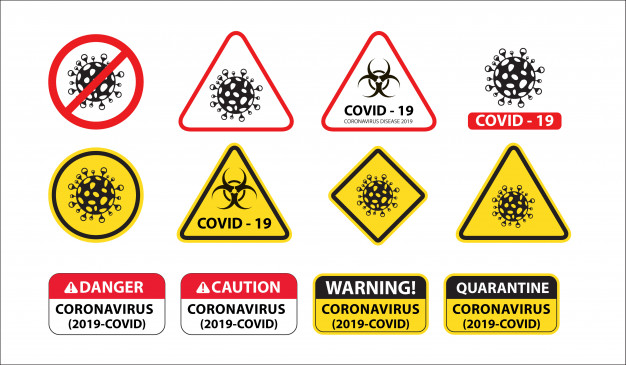 COVID - 19
CORONAVIRUS DISEASE 2019
COVID - 19
COVID - 19
DANGER
CORONAVIRUS
(2019-COVID)
CAUTION
CORONAVIRUS
(2019-COVID)
WARNING!
CORONAVIRUS
(2019-COVID)
QUARANTINE
CORONAVIRUS
(2019-COVID)